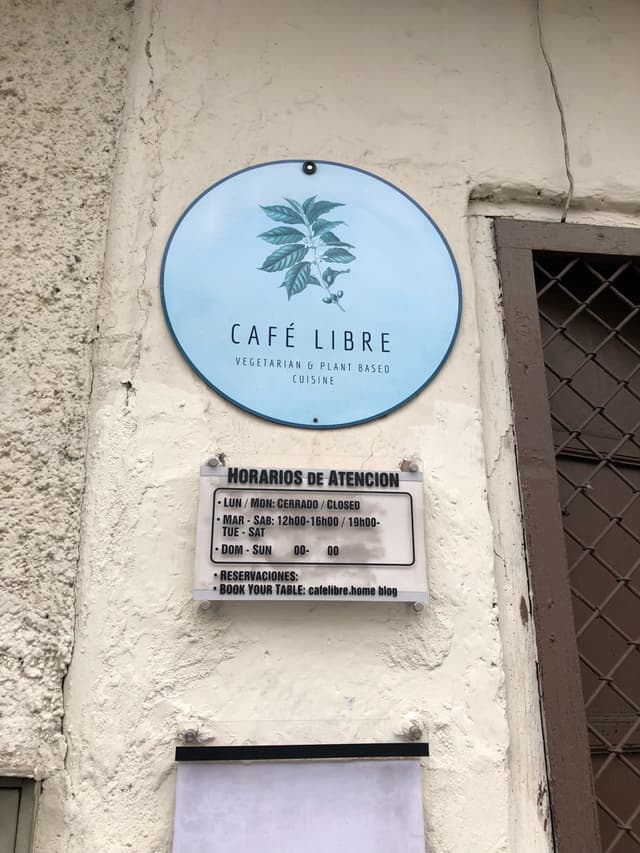 CAFÉ LIBRE
VEGETARIAN & PLANT BASED
CUISINE
HORARIOS DE ATENCION
• LUN / MON: CERRADO / CLOSED
• MAR - SAB: 12h00-16h00 / 19h00-
TUE - SAT
• DOM - SUN 00- 00
• RESERVACIONES:
• BOOK YOUR TABLE: cafelibre.home blog